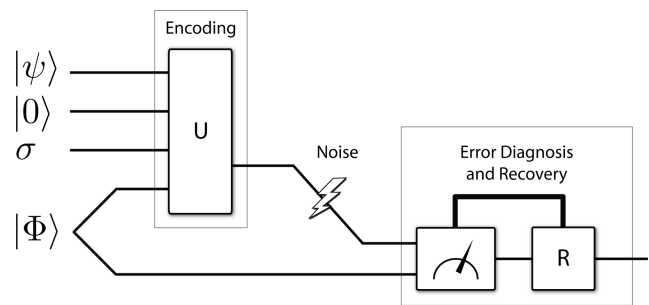 Encoding
|ψ⟩
|0⟩
σ
|Φ⟩
U
Noise
Error Diagnosis
and Recovery
R